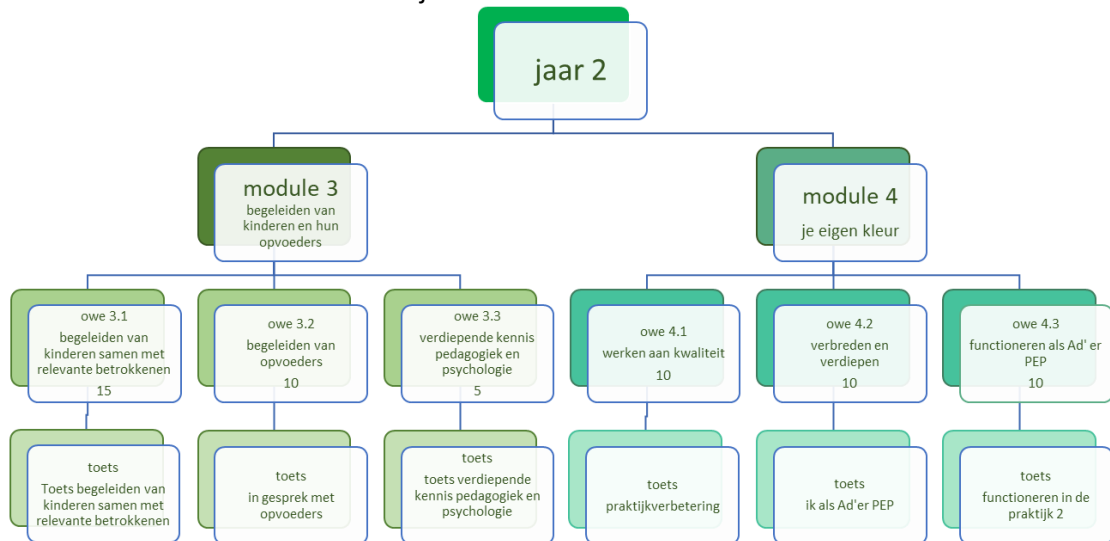 jaar 2
module 3
begeleiden van
kinderen en hun
opvoeders
module 4
je eigen kleur
owe 3.1
begeleiden van
kinderen samen met
relevante betrokkenen
15
owe 3.2
begeleiden van
opvoeders
10
owe 3.3
verdiepende kennis
pedagogiek en
psychologie
5
owe 4.1
werken aan kwaliteit
10
owe 4.2
verbreden en
verdiepen
10
owe 4.3
functioneren als Ad' er
PEP
10
toets
Toets begeleiden van
kinderen samen met
relevante betrokkenen
toets
in gesprek met
opvoeders
toets
toets verdiepende
kennis pedagogiek en
psychologie
toets
praktijkverbetering
toets
ik als Ad'er PEP
toets
functioneren in de
praktijk 2